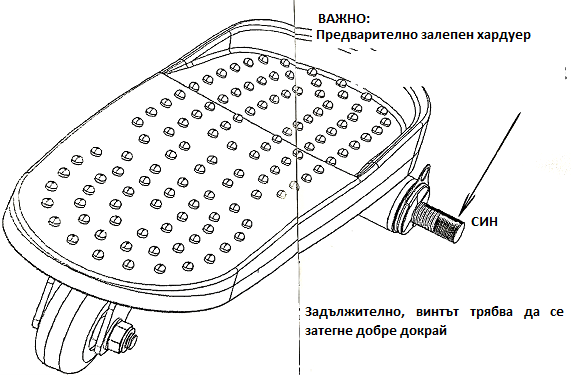 ВАЖНО:
Предварително залепен хардуер
СИН
Задължително, винтът трябва да се
затегне добре докрай